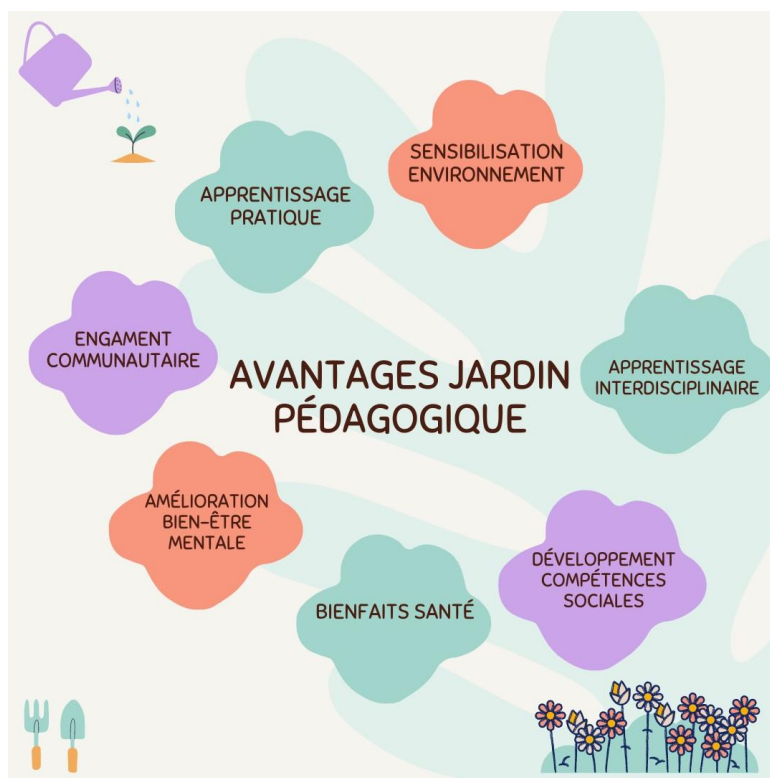 SENSIBILISATION
ENVIRONNEMENT
APPRENTISSAGE
PRATIQUE
ENGAMENT
COMMUNAUTAIRE
AVANTAGES JARDIN
PÉDAGOGIQUE
APPRENTISSAGE
INTERDISCIPLINAIRE
AMÉLIORATION
BIEN-ÊTRE
MENTALE
DÉVELOPPEMENT
COMPÉTENCES
SOCIALES
BIENFAITS SANTÉ